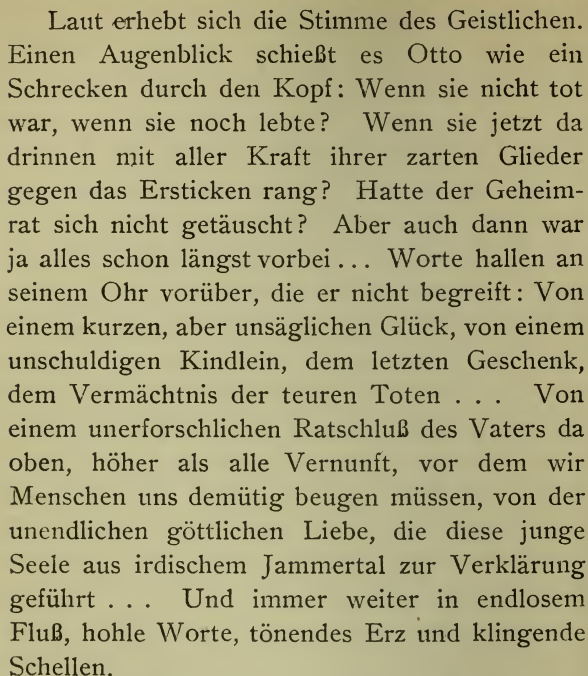 Laut erhebt sich die Stimme des Geistlichen.
Einen Augenblick schießt es Otto wie ein
Schrecken durch den Kopf: Wenn sie nicht tot
war, wenn sie noch lebte? Wenn sie jetzt da
drinnen mit aller Kraft ihrer zarten Glieder
gegen das Ersticken rang? Hatte der Geheim-
rat sich nicht getäuscht? Aber auch dann war
ja alles schon längst vorbei ... Worte hallen an
seinem Ohr vorüber, die er nicht begreift: Von
einem kurzen, aber unsäglichen Glück, von einem
unschuldigen Kindlein, dem letzten Geschenk,
dem Vermächtnis der teuren Toten . . . Von
einem unerforschlichen Ratschluß des Vaters da
oben, höher als alle Vernunft, vor dem wir
Menschen uns demütig beugen müssen, von der
unendlichen göttlichen Liebe, die diese junge
Seele aus irdischem Jammertal zur Verklärung
geführt . . . Und immer weiter in endlosem
Fluß, hohle Worte, tönendes Erz und klingende
Schellen.